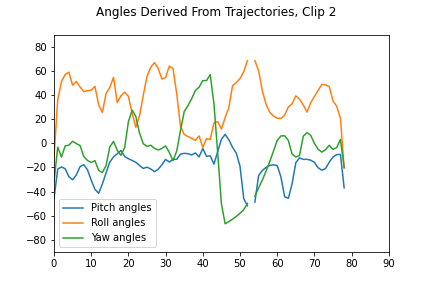 Angles Derived From Trajectories, Clip 2
80
60
40
20
0
−20
−40
−60
−80
Pitch angles
Roll angles
Yaw angles
0 10 20 30 40 50 60 70 80 90